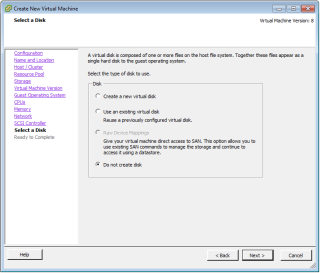 Create New Virtual Machine
Select a Disk
Virtual Machine Version: 8
Configuration
Name and Location
Host / Cluster
Resource Pool
Storage
Virtual Machine Version
Guest Operating System
CPUs
Memory
Network
SCSI Controller
Select a Disk
Ready to Complete
A virtual disk is composed of one or more files on the host file system. Together these files appear as a
single hard disk to the guest operating system.
Select the type of disk to use.
Disk
Create a new virtual disk
Use an existing virtual disk
Reuse a previously configured virtual disk.
Raw Device Mappings
Give your virtual machine direct access to SAN. This option allows you to
use existing SAN commands to manage the storage and continue to
access it using a datastore.
Do not create disk
Help
< Back
Next >
Cancel